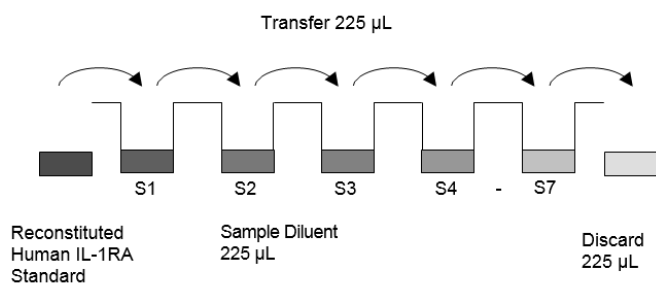 Transfer 225 µL
S1 S2 S3 S4 - S7
Reconstituted
Human IL-1RA
Standard
Sample Diluent
225 µL
Discard
225 µL